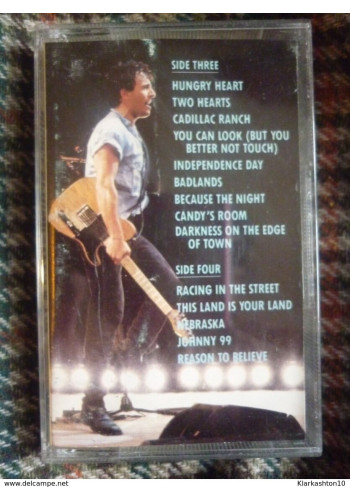 SIDE THREE
HUNGRY HEART
TWO HEARTS
CADILLAC RANCH
YOU CAN LOOK (BUT YOU
BETTER NOT TOUCH)
INDEPENDENCE DAY
BADLANDS
BECAUSE THE NIGHT
CANDY'S ROOM
DARKNESS ON THE EDGE
OF TOWN
SIDE FOUR
RACING IN THE STREET
THIS LAND IS YOUR LAND
NEBRASKA
JOHNNY 99
REASON TO BELIEVE
www.delcampe.net
Klarkashton10